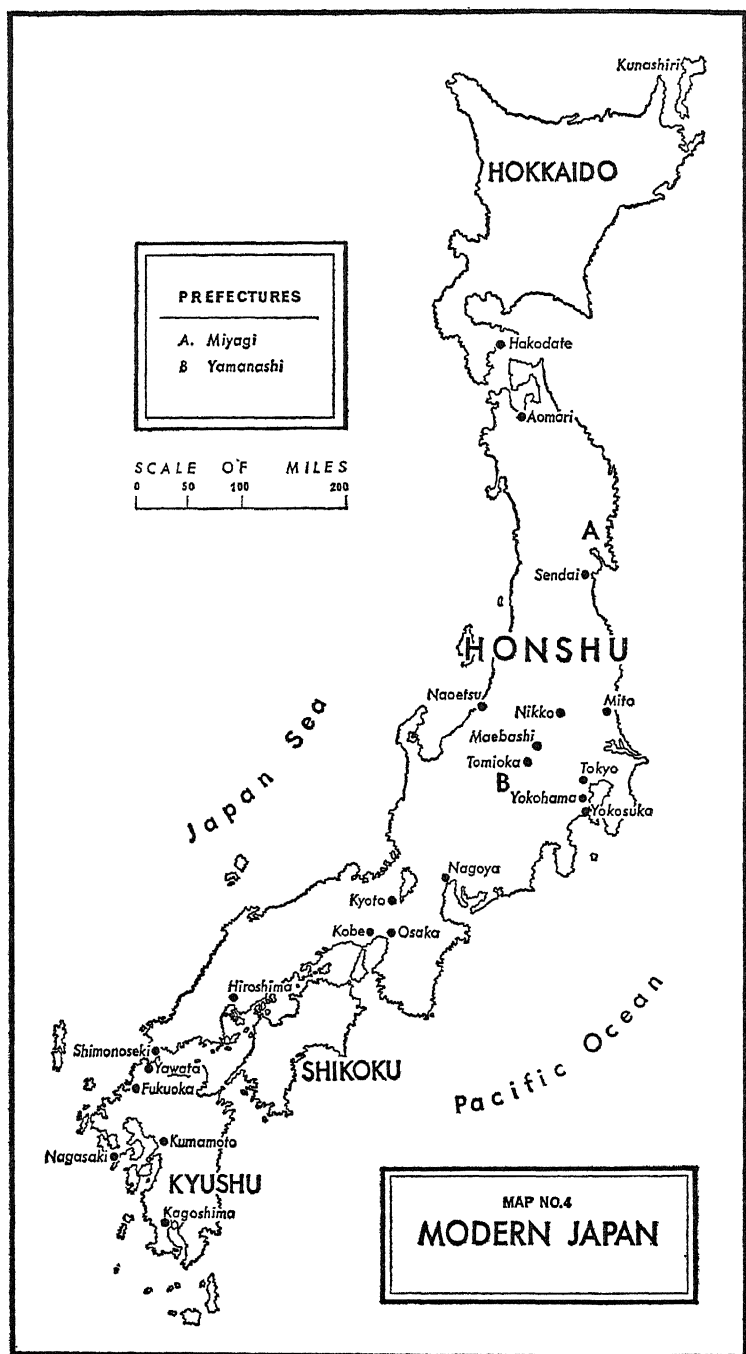 Kunashiri
HOKKAIDO
PREFECTURES
A. Miyagi
B Yamanashi
Hakodate
Aomari
SCALE OF MILES
0 50 100 200
A
Sendai
HONSHU
Naoetsu
Nikko
Mito
Maebashi
Tomioka
B
Tokyo
Yokohama
Yokosuka
Japan Sea
Nagoya
Kyoto
Kobe
Osaka
Hiroshima
Pacific Ocean
Shimonoseki
Yawata
SHIKOKU
Fukuoka
Kumamoto
Nagasaki
KYUSHU
Kagoshima
MAP NO.4
MODERN JAPAN